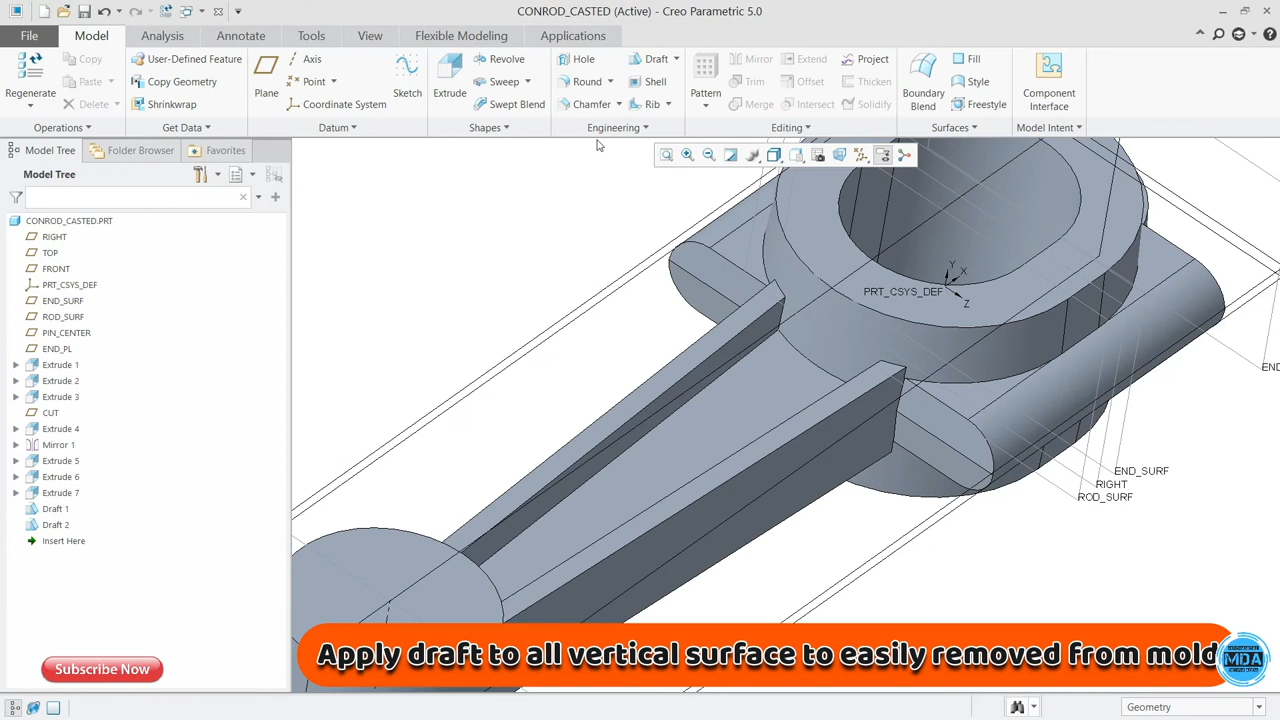 CONROD_CASTED (Active) - Creo Parametric 5.0
File Model Analysis Annotate Tools View Flexible Modeling Applications
Regenerate
Copy
Paste
Delete
Operations
User-Defined Feature
Copy Geometry
Shrinkwrap
Get Data
Plane
Axis
Point
Coordinate System
Sketch
Datum
Extrude
Revolve
Sweep
Swept Blend
Shapes
Hole
Round
Chamfer
Draft
Shell
Rib
Engineering
Pattern
Mirror
Trim
Merge
Extend
Offset
Intersect
Project
Thicken
Solidify
Editing
Boundary
Blend
Fill
Style
Freestyle
Surfaces
Component
Interface
Model Intent
Model Tree Folder Browser Favorites
Model Tree
CONROD_CASTED.PRT
RIGHT
TOP
FRONT
PRT_CSYS_DEF
END_SURF
ROD_SURF
PIN_CENTER
END_PL
Extrude 1
Extrude 2
Extrude 3
CUT
Extrude 4
Mirror 1
Extrude 5
Extrude 6
Extrude 7
Draft 1
Draft 2
Insert Here
Y
X
PRT_CSYS_DEF
Z
END
END_SURF
RIGHT
ROD_SURF
Apply draft to all vertical surface to easily removed from mold
MDA
Subscribe Now
Geometry